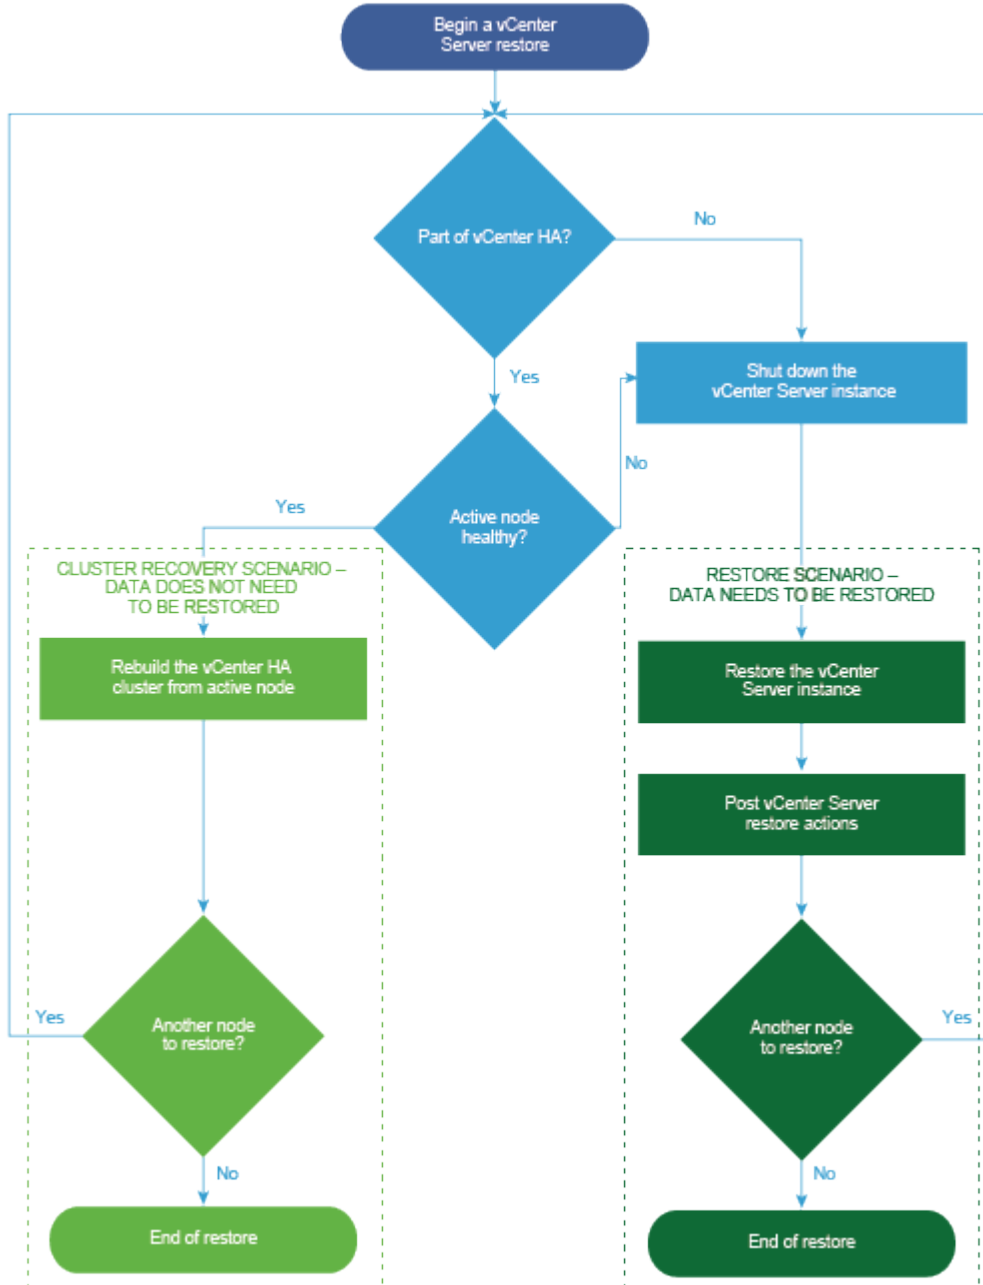 Begin a vCenter
Server restore
Part of vCenter HA?
No
Yes
Shut down the
vCenter Server instance
No
Yes
Active node
healthy?
CLUSTER RECOVERY SCENARIO –
DATA DOES NOT NEED
TO BE RESTORED
RESTORE SCENARIO –
DATA NEEDS TO BE RESTORED
Rebuild the vCenter HA
cluster from active node
Restore the vCenter
Server instance
Post vCenter Server
restore actions
Yes
Another node
to restore?
Another node
to restore?
Yes
No
No
End of restore
End of restore